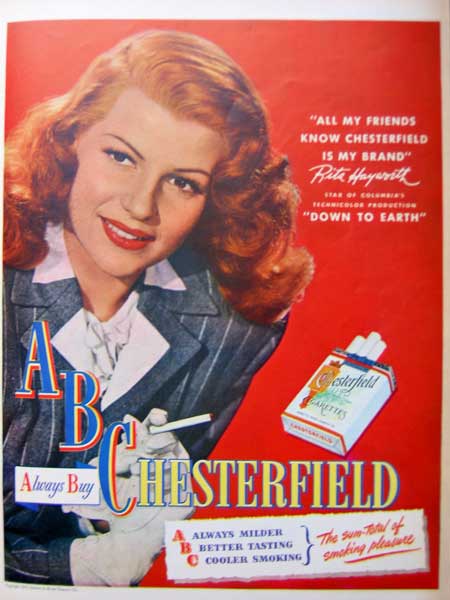 "ALL MY FRIENDS
KNOW CHESTERFIELD
IS MY BRAND"
Rita Hayworth
STAR OF COLUMBIA'S
TECHNICOLOR PRODUCTION
"DOWN TO EARTH"
Chesterfield
CIGARETTES
CHESTERFIELD
A
B
Always Buy
CHESTERFIELD
A ALWAYS MILDER
B BETTER TASTING
C COOLER SMOKING
The sum-total of
smoking pleasure